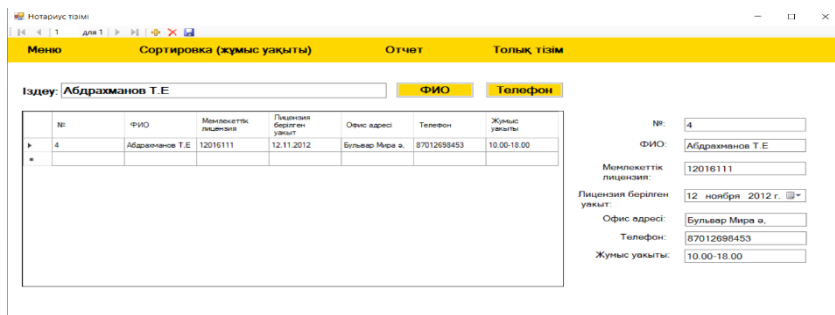 Нотариус тізімі
1 для 1
Меню Сортировка (жұмыс уақыты) Отчет Толық тізім
Іздеу: Абдрахманов Т.Е ФИО Телефон
№ ФИО Мемлекеттік лицензия Лицензия берілген уақыт Офис адресі Телефон Жұмыс уақыты
4 Абдрахманов Т.Е 12016111 12.11.2012 Бульвар Мира ә, 87012698453 10.00-18.00
№: 4
ФИО: Абдрахманов Т.Е
Мемлекеттік лицензия: 12016111
Лицензия берілген уақыт: 12 ноября 2012 г.
Офис адресі: Бульвар Мира ә,
Телефон: 87012698453
Жұмыс уақыты: 10.00-18.00